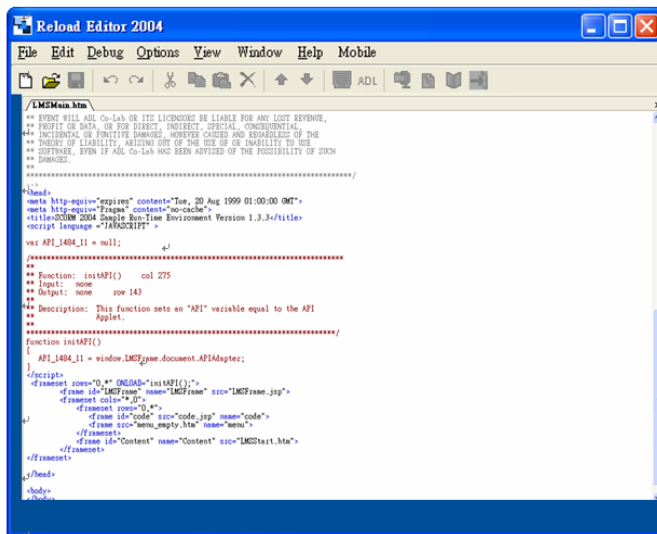 Reload Editor 2004
File Edit Debug Options View Window Help Mobile
ADL
LMSMain.htm
** EVENT WILL ADL Co-Lab OR ITS LICENSORS BE LIABLE FOR ANY LOST REVENUE,
** PROFIT OR DATA, OR FOR DIRECT, INDIRECT, SPECIAL, CONSEQUENTIAL,
** INCIDENTAL OR PUNITIVE DAMAGES, HOWEVER CAUSED AND REGARDLESS OF THE
** THEORY OF LIABILITY, ARISING OUT OF THE USE OF OR INABILITY TO USE
** SOFTWARE, EVEN IF ADL Co-Lab HAS BEEN ADVISED OF THE POSSIBILITY OF SUCH
** DAMAGES.
**
*******************************************************************************/
-->
<head>
<meta http-equiv="expires" content="Tue, 20 Aug 1999 01:00:00 GMT">
<meta http-equiv="Pragma" content="no-cache">
<title>SCORM 2004 Sample Run-Time Environment Version 1.3.3</title>
<script language ="JAVASCRIPT" >
var API_1484_11 = null;
/****************************************************************************
**
** Function: initAPI() col 275
** Input: none
** Output: none row 143
**
** Description: This function sets an "API" variable equal to the API
** Applet.
**
***************************************************************************/
function initAPI()
{
API_1484_11 = window.LMSFrame.document.APIAdapter;
}
</script>
<frameset rows="0,*" ONLOAD="initAPI();">
<frame id="LMSFrame" name="LMSFrame" src="LMSFrame.jsp">
<frameset cols="*,0">
<frameset rows="0,*">
<frame id="code" src="code.jsp" name="code">
<frame src="menu_empty.htm" name="menu">
</frameset>
<frame id="Content" name="Content" src="LMSStart.htm">
</frameset>
</frameset>
</head>
<body>
</body>